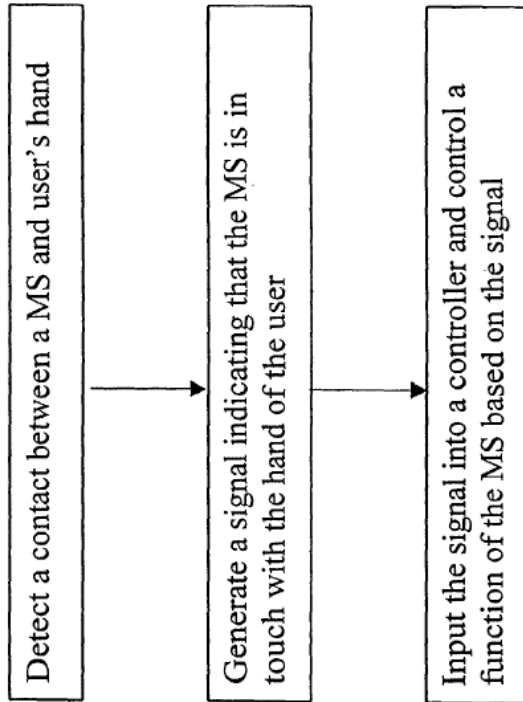 Detect a contact between a MS and user's hand
Generate a signal indicating that the MS is in
touch with the hand of the user
Input the signal into a controller and control a
function of the MS based on the signal